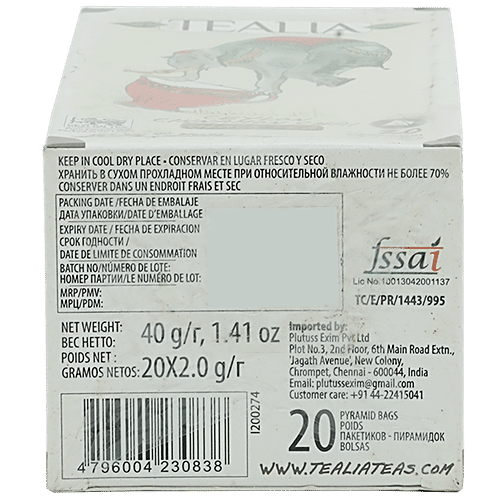 TEALIA
KEEP IN COOL DRY PLACE • CONSERVAR EN LUGAR FRESCO Y SECO
ХРАНИТЬ В СУХОМ ПРОХЛАДНОМ МЕСТЕ ПРИ ОТНОСИТЕЛЬНОЙ ВЛАЖНОСТИ НЕ БОЛЕЕ 70%
CONSERVER DANS UN ENDROIT FRAIS ET SEC
PACKING DATE /FECHA DE EMBALAJE
ДАТА УПАКОВКИ/DATE D'EMBALLAGE
EXPIRY DATE / FECHA DE EXPIRACION
СРОК ГОДНОСТИ /
DATE DE LIMITE DE CONSOMMATION
BATCH NO/NÚMERO DE LOTE:
НОМЕР ПАРТИИ/LE NUMÉRO DE LOT:
MRP/PMV:
МРЦ/PDM:
fssai
Lic No.10013042001137
TC/E/PR/1443/995
NET WEIGHT: 40 g/r, 1.41 oz
ВЕС НЕТТО:
POIDS NET :
GRAMOS NETOS: 20X2.0 g/r
Imported by:
Plutuss Exim Pvt Ltd
Plot No.3, 2nd Floor, 6th Main Road Extn.,
'Jagath Avenue', New Colony,
Chrompet, Chennai - 600044, India
Email: plutussexim@gmail.com
Customer care: +91 44-22415041
I200274
4 796004 230838
20 PYRAMID BAGS
POIDS
ПАКЕТИКОВ - ПИРАМИДОК
BOLSAS
WWW.TEALIATEAS.COM